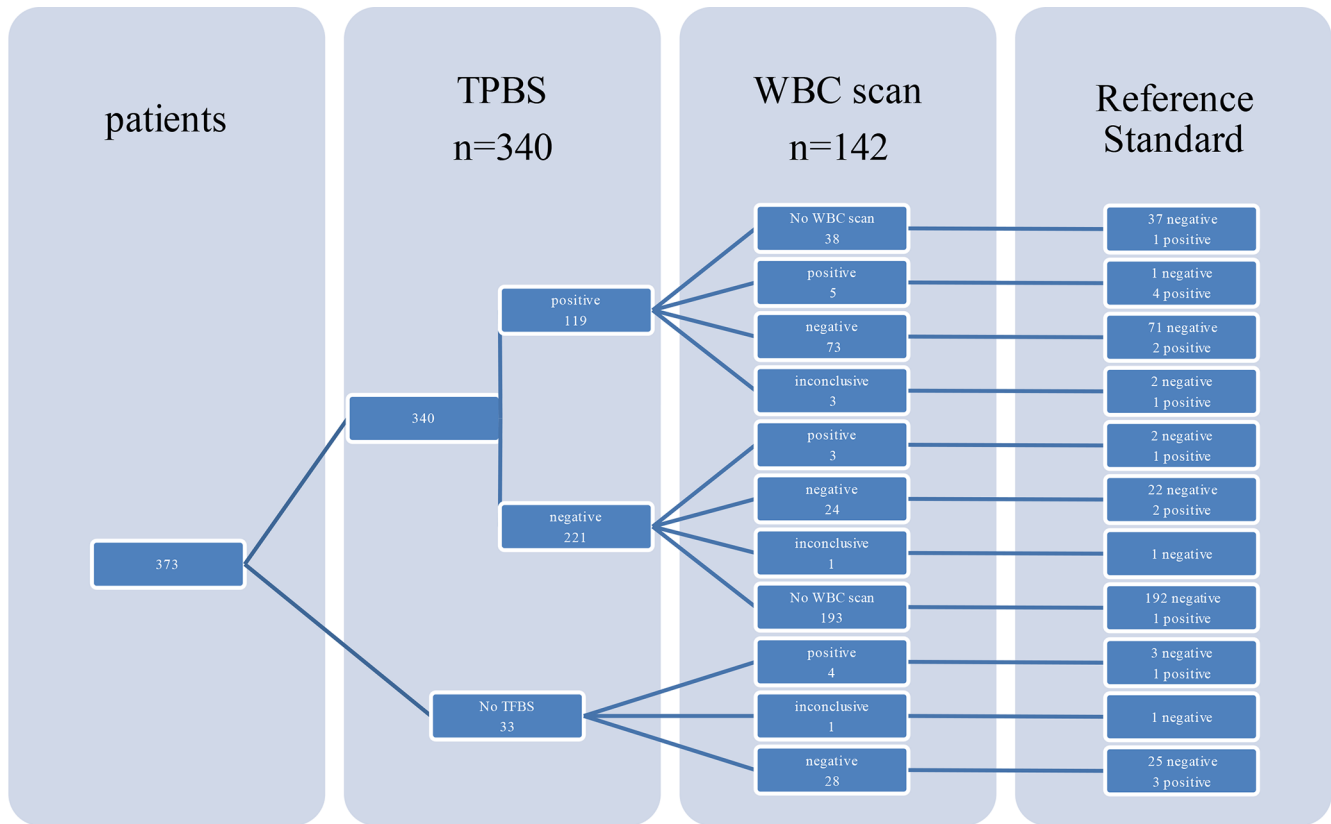 patients
TPBS
n=340
WBC scan
n=142
Reference
Standard
373
340
positive
119
negative
221
No TFBS
33
No WBC scan
38
positive
5
negative
73
inconclusive
3
positive
3
negative
24
inconclusive
1
No WBC scan
193
positive
4
inconclusive
1
negative
28
37 negative
1 positive
1 negative
4 positive
71 negative
2 positive
2 negative
1 positive
2 negative
1 positive
22 negative
2 positive
1 negative
192 negative
1 positive
3 negative
1 positive
1 negative
25 negative
3 positive